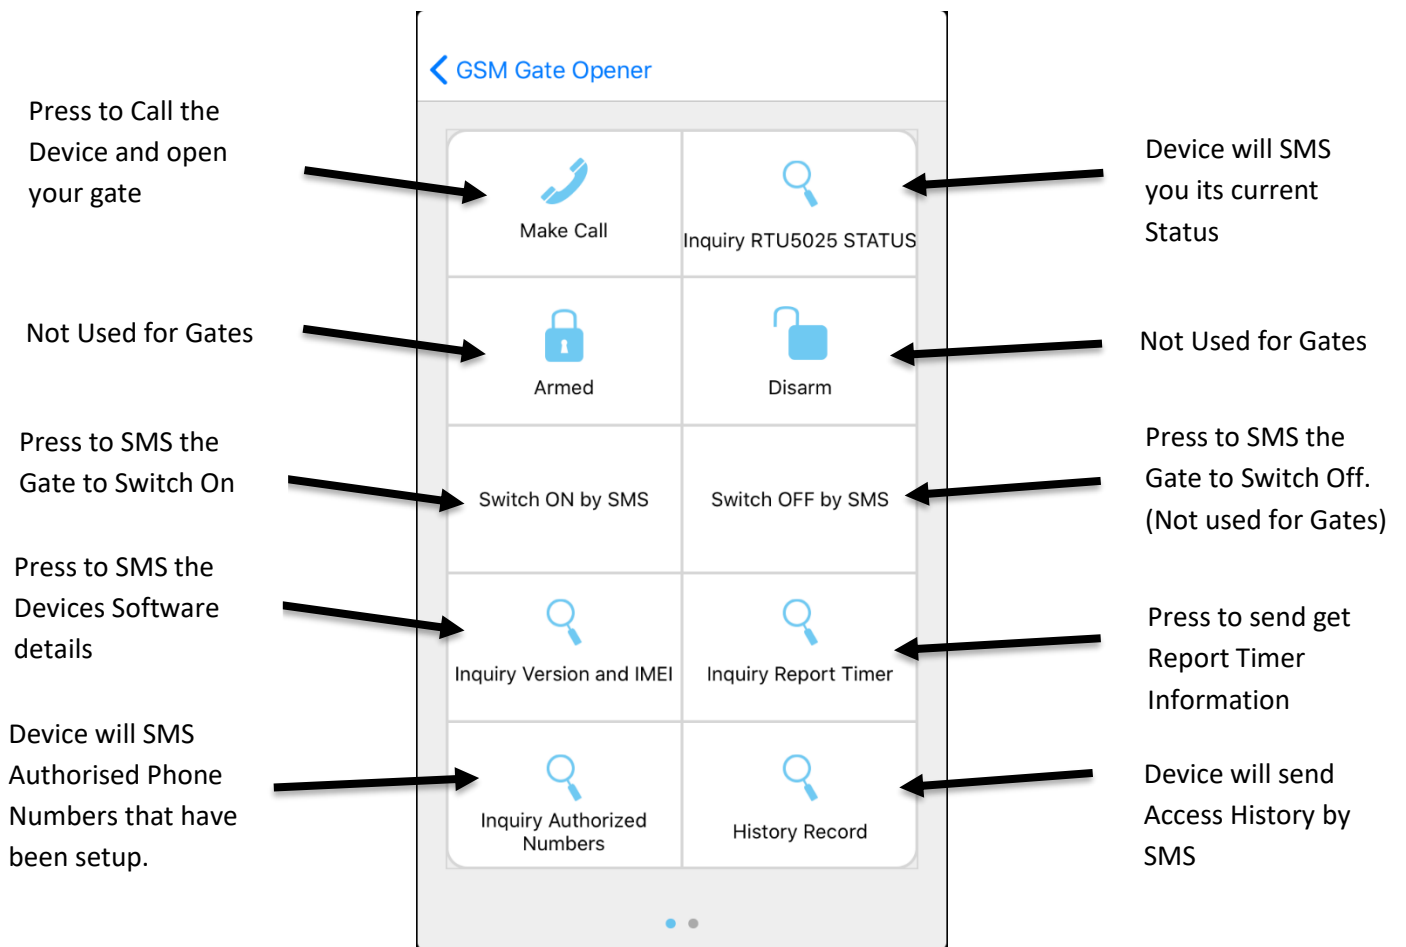 GSM Gate Opener
Press to Call the
Device and open
your gate
Make Call
Inquiry RTU5025 STATUS
Device will SMS
you its current
Status
Not Used for Gates
Armed
Disarm
Not Used for Gates
Press to SMS the
Gate to Switch On
Switch ON by SMS
Switch OFF by SMS
Press to SMS the
Gate to Switch Off.
(Not used for Gates)
Press to SMS the
Devices Software
details
Inquiry Version and IMEI
Inquiry Report Timer
Press to send get
Report Timer
Information
Device will SMS
Authorised Phone
Numbers that have
been setup.
Inquiry Authorized
Numbers
History Record
Device will send
Access History by
SMS